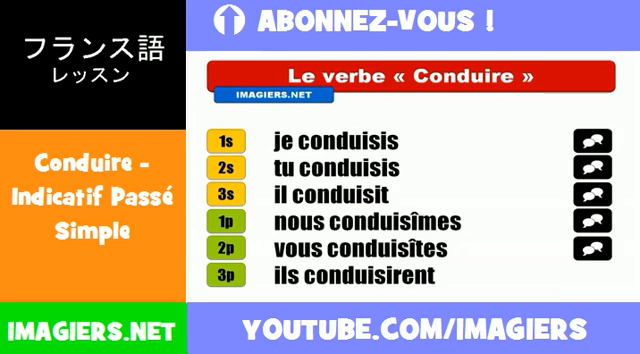 フランス語
レッスン
Conduire -
Indicatif Passé
Simple
IMAGIERS.NET
ABONNEZ-VOUS !
Le verbe « Conduire »
IMAGIERS.NET
1s je conduisis
2s tu conduisis
3s il conduisit
1p nous conduisîmes
2p vous conduisîtes
3p ils conduisirent
YOUTUBE.COM/IMAGIERS